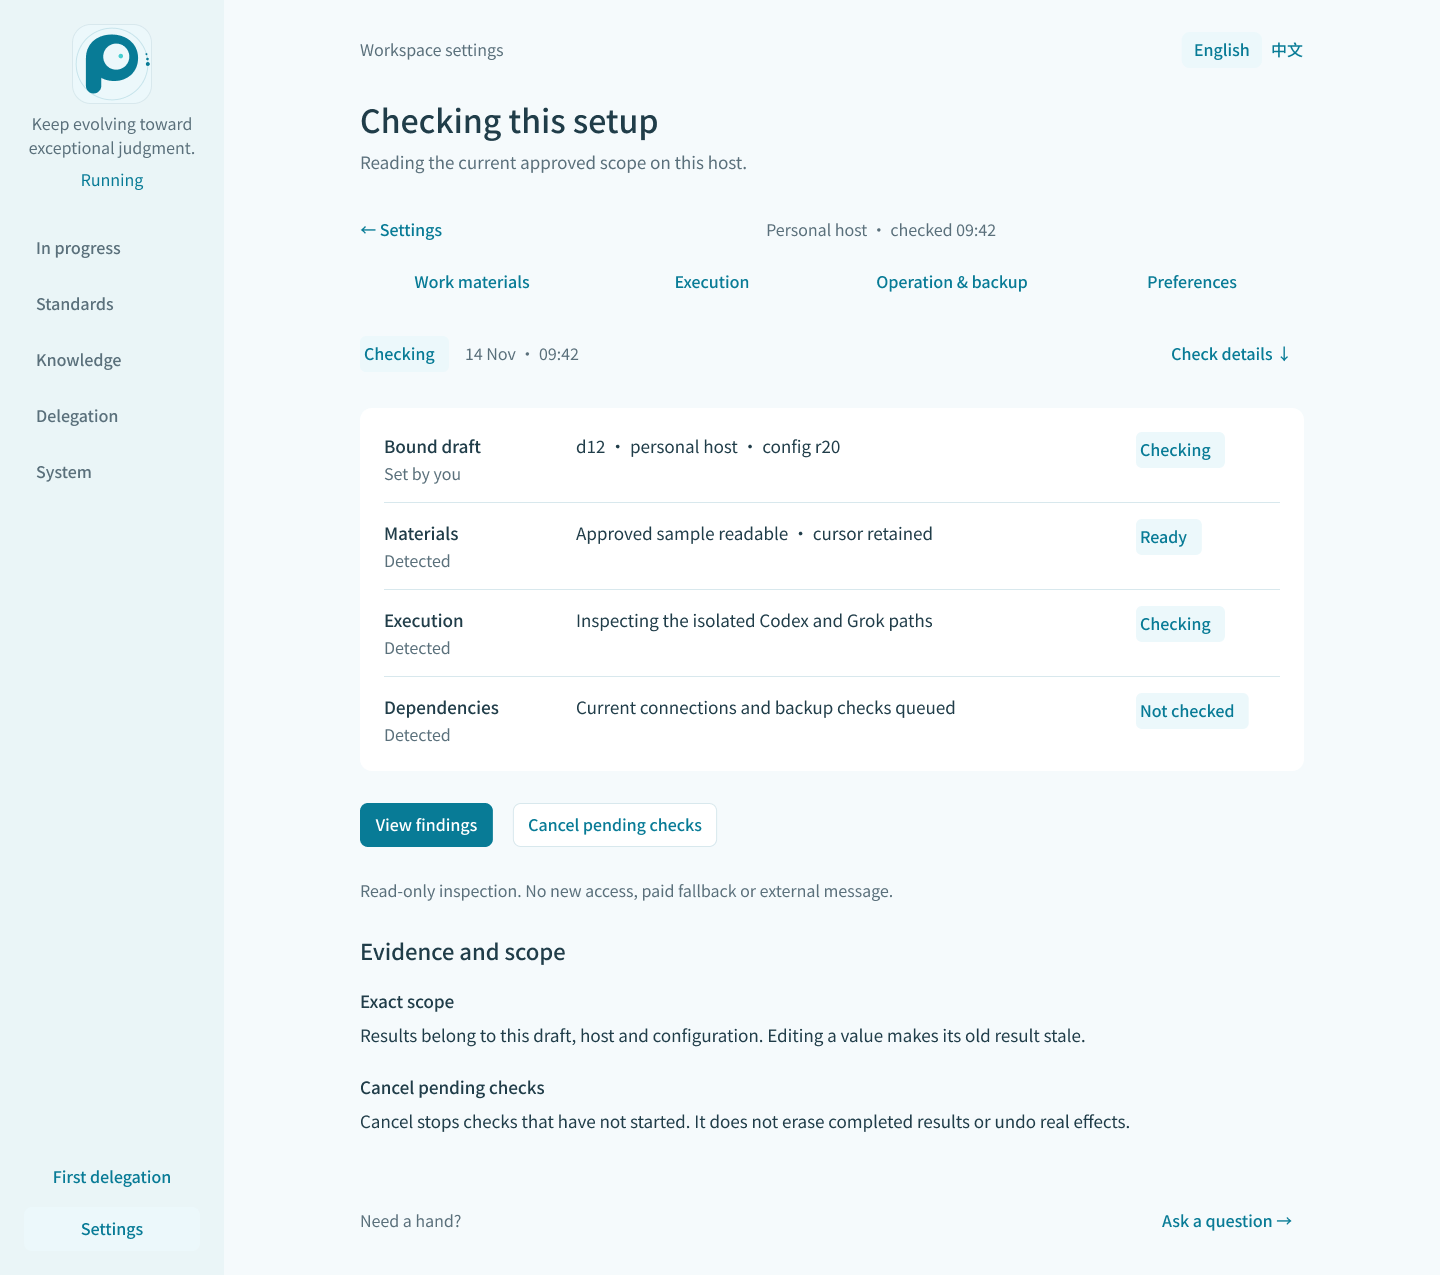 Keep evolving toward
exceptional judgment.
Running
In progress
Standards
Knowledge
Delegation
System
First delegation
Settings
Workspace settings
English 中文
Checking this setup
Reading the current approved scope on this host.
← Settings
Personal host • checked 09:42
Work materials Execution Operation & backup Preferences
Checking 14 Nov • 09:42 Check details ↓
Bound draft d12 • personal host • config r20 Checking
Set by you
Materials Approved sample readable • cursor retained Ready
Detected
Execution Inspecting the isolated Codex and Grok paths Checking
Detected
Dependencies Current connections and backup checks queued Not checked
Detected
View findings Cancel pending checks
Read-only inspection. No new access, paid fallback or external message.
Evidence and scope
Exact scope
Results belong to this draft, host and configuration. Editing a value makes its old result stale.
Cancel pending checks
Cancel stops checks that have not started. It does not erase completed results or undo real effects.
Need a hand? Ask a question →